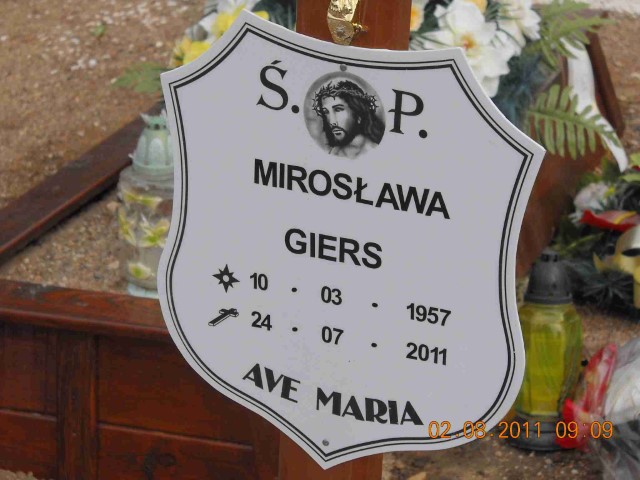 Ś. P.
MIROSŁAWA
GIERS
10 • 03 • 1957
24 • 07 • 2011
AVE MARIA
02.08.2011 09:09